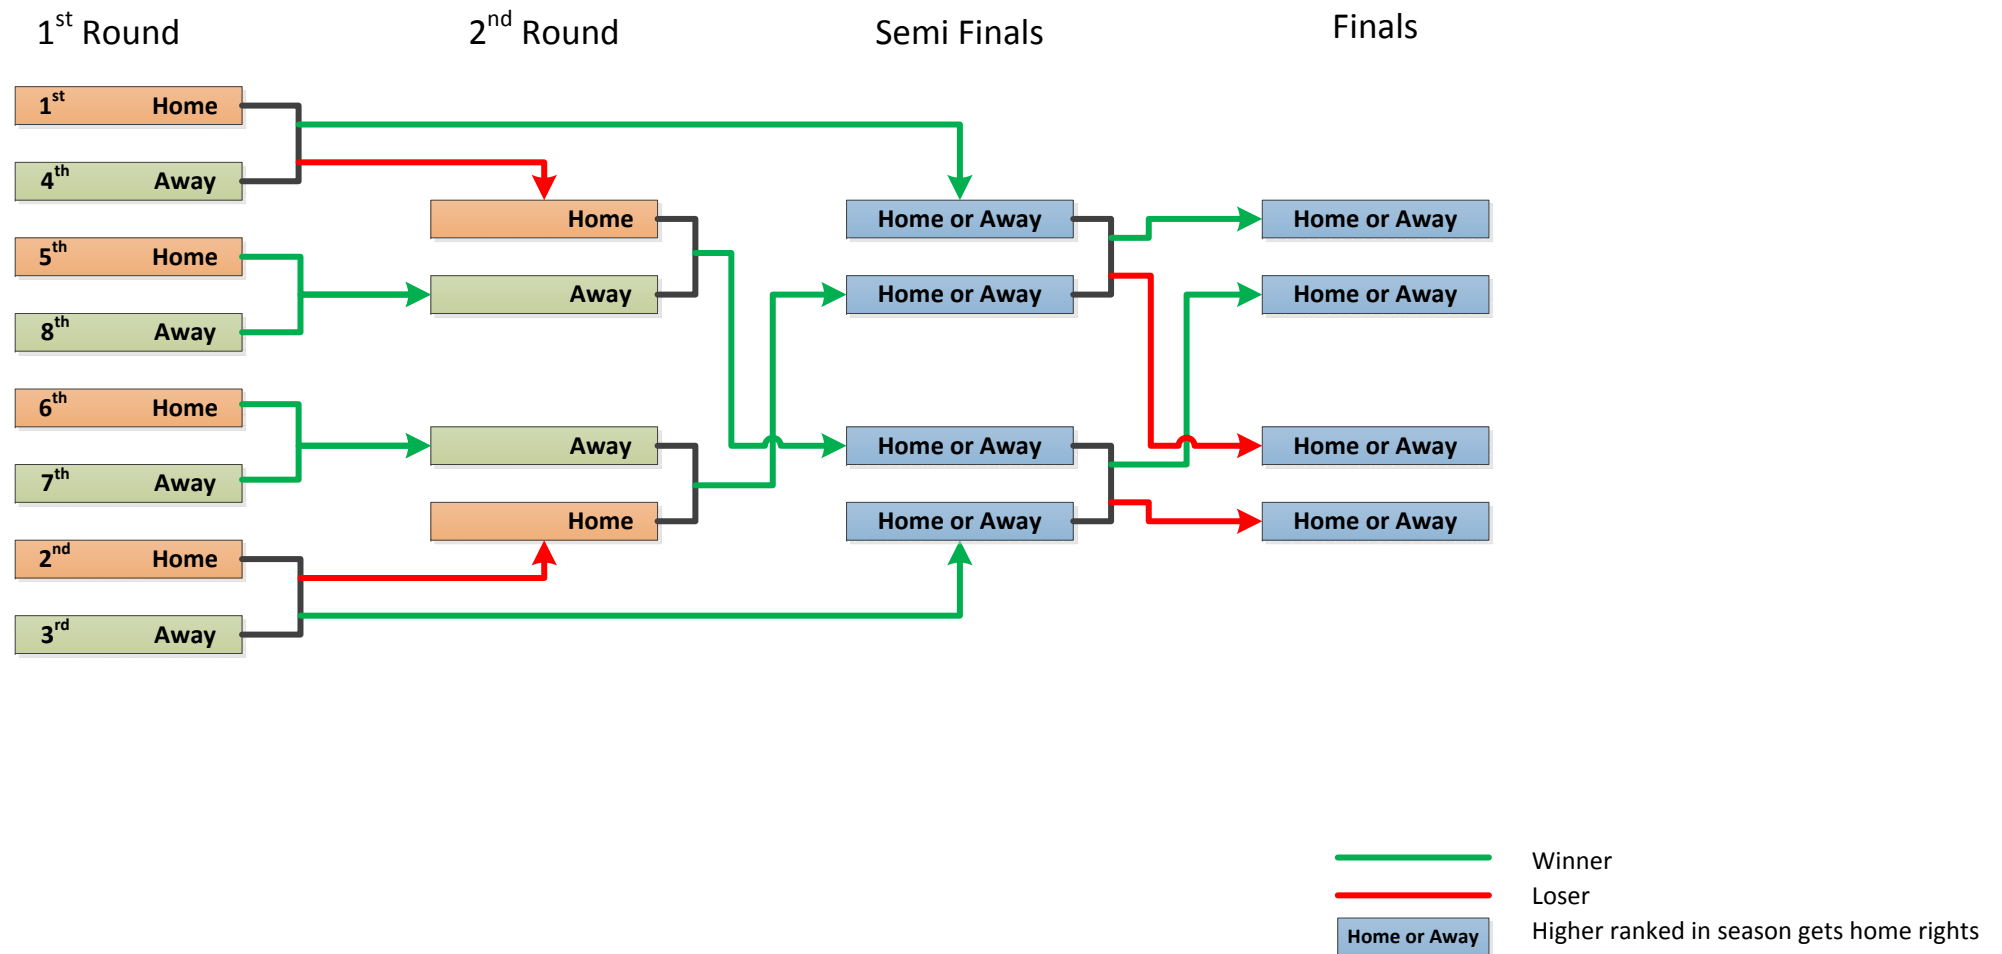 1st Round
2nd Round
Semi Finals
Finals
1st Home
4th Away
5th Home
8th Away
6th Home
7th Away
2nd Home
3rd Away
Home
Away
Away
Home
Home or Away
Home or Away
Home or Away
Home or Away
Home or Away
Home or Away
Home or Away
Home or Away
Winner
Loser
Home or Away Higher ranked in season gets home rights